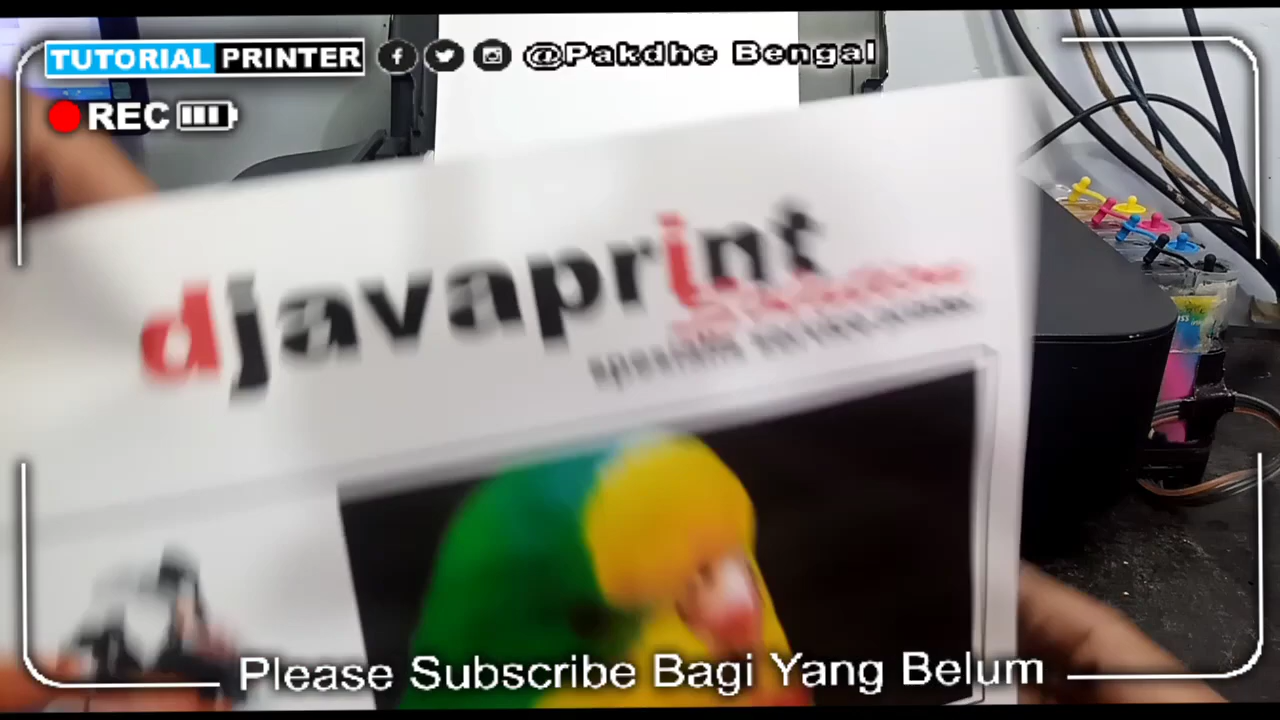 TUTORIAL PRINTER @Pakdhe Bengal
REC
djavaprint
Please Subscribe Bagi Yang Belum